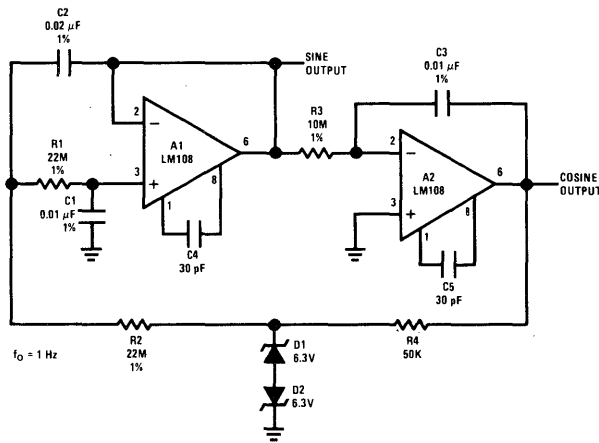 C2
0.02 μF
1%
SINE
OUTPUT
C3
0.01 μF
1%
2
−
A1
LM108
6
R3
10M
1%
R1
22M
1%
3
+
8
1
C1
0.01 μF
1%
C4
30 pF
2
−
A2
LM108
6
COSINE
OUTPUT
3
+
8
1
C5
30 pF
R2
22M
1%
R4
50K
fo = 1 Hz
D1
6.3V
D2
6.3V